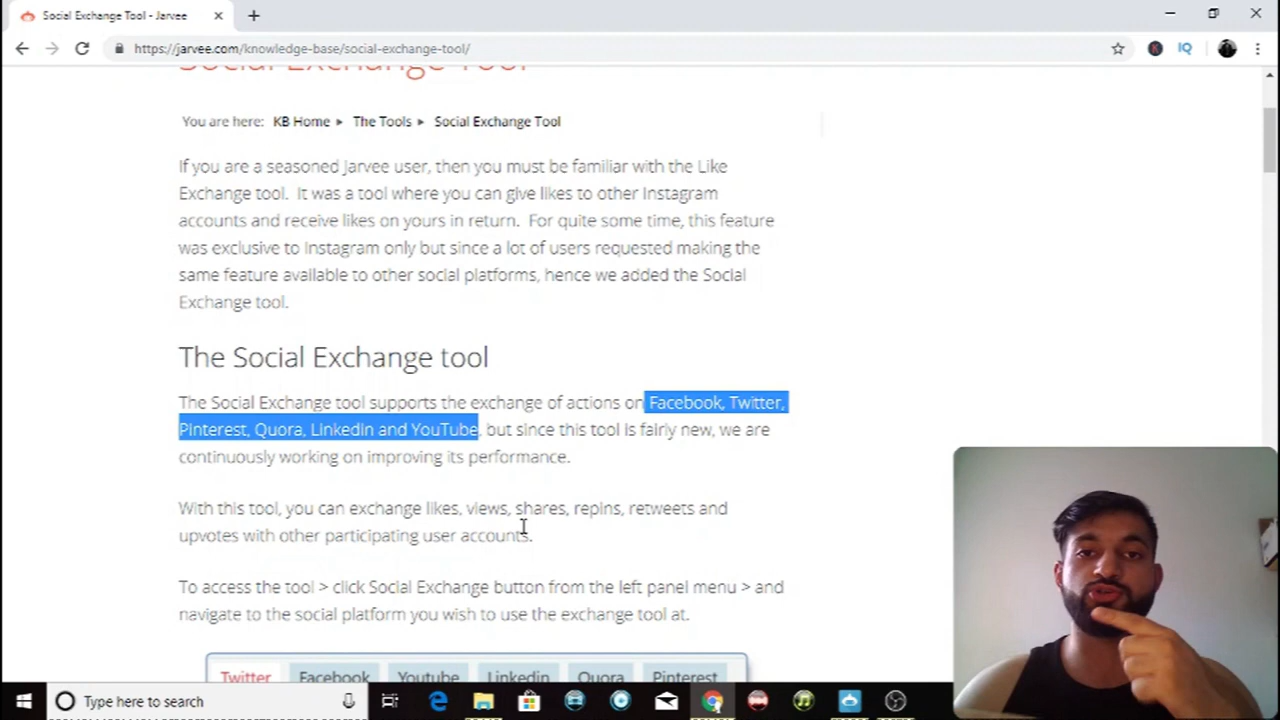 Social Exchange Tool - Jarvee
https://jarvee.com/knowledge-base/social-exchange-tool/
Social Exchange Tool
You are here: KB Home ▸ The Tools ▸ Social Exchange Tool
If you are a seasoned Jarvee user, then you must be familiar with the Like
Exchange tool. It was a tool where you can give likes to other Instagram
accounts and receive likes on yours in return. For quite some time, this feature
was exclusive to Instagram only but since a lot of users requested making the
same feature available to other social platforms, hence we added the Social
Exchange tool.
The Social Exchange tool
The Social Exchange tool supports the exchange of actions on Facebook, Twitter,
Pinterest, Quora, LinkedIn and YouTube, but since this tool is fairly new, we are
continuously working on improving its performance.
With this tool, you can exchange likes, views, shares, repins, retweets and
upvotes with other participating user accounts.
To access the tool > click Social Exchange button from the left panel menu > and
navigate to the social platform you wish to use the exchange tool at.
Twitter Facebook Youtube Linkedin Quora Pinterest
Type here to search